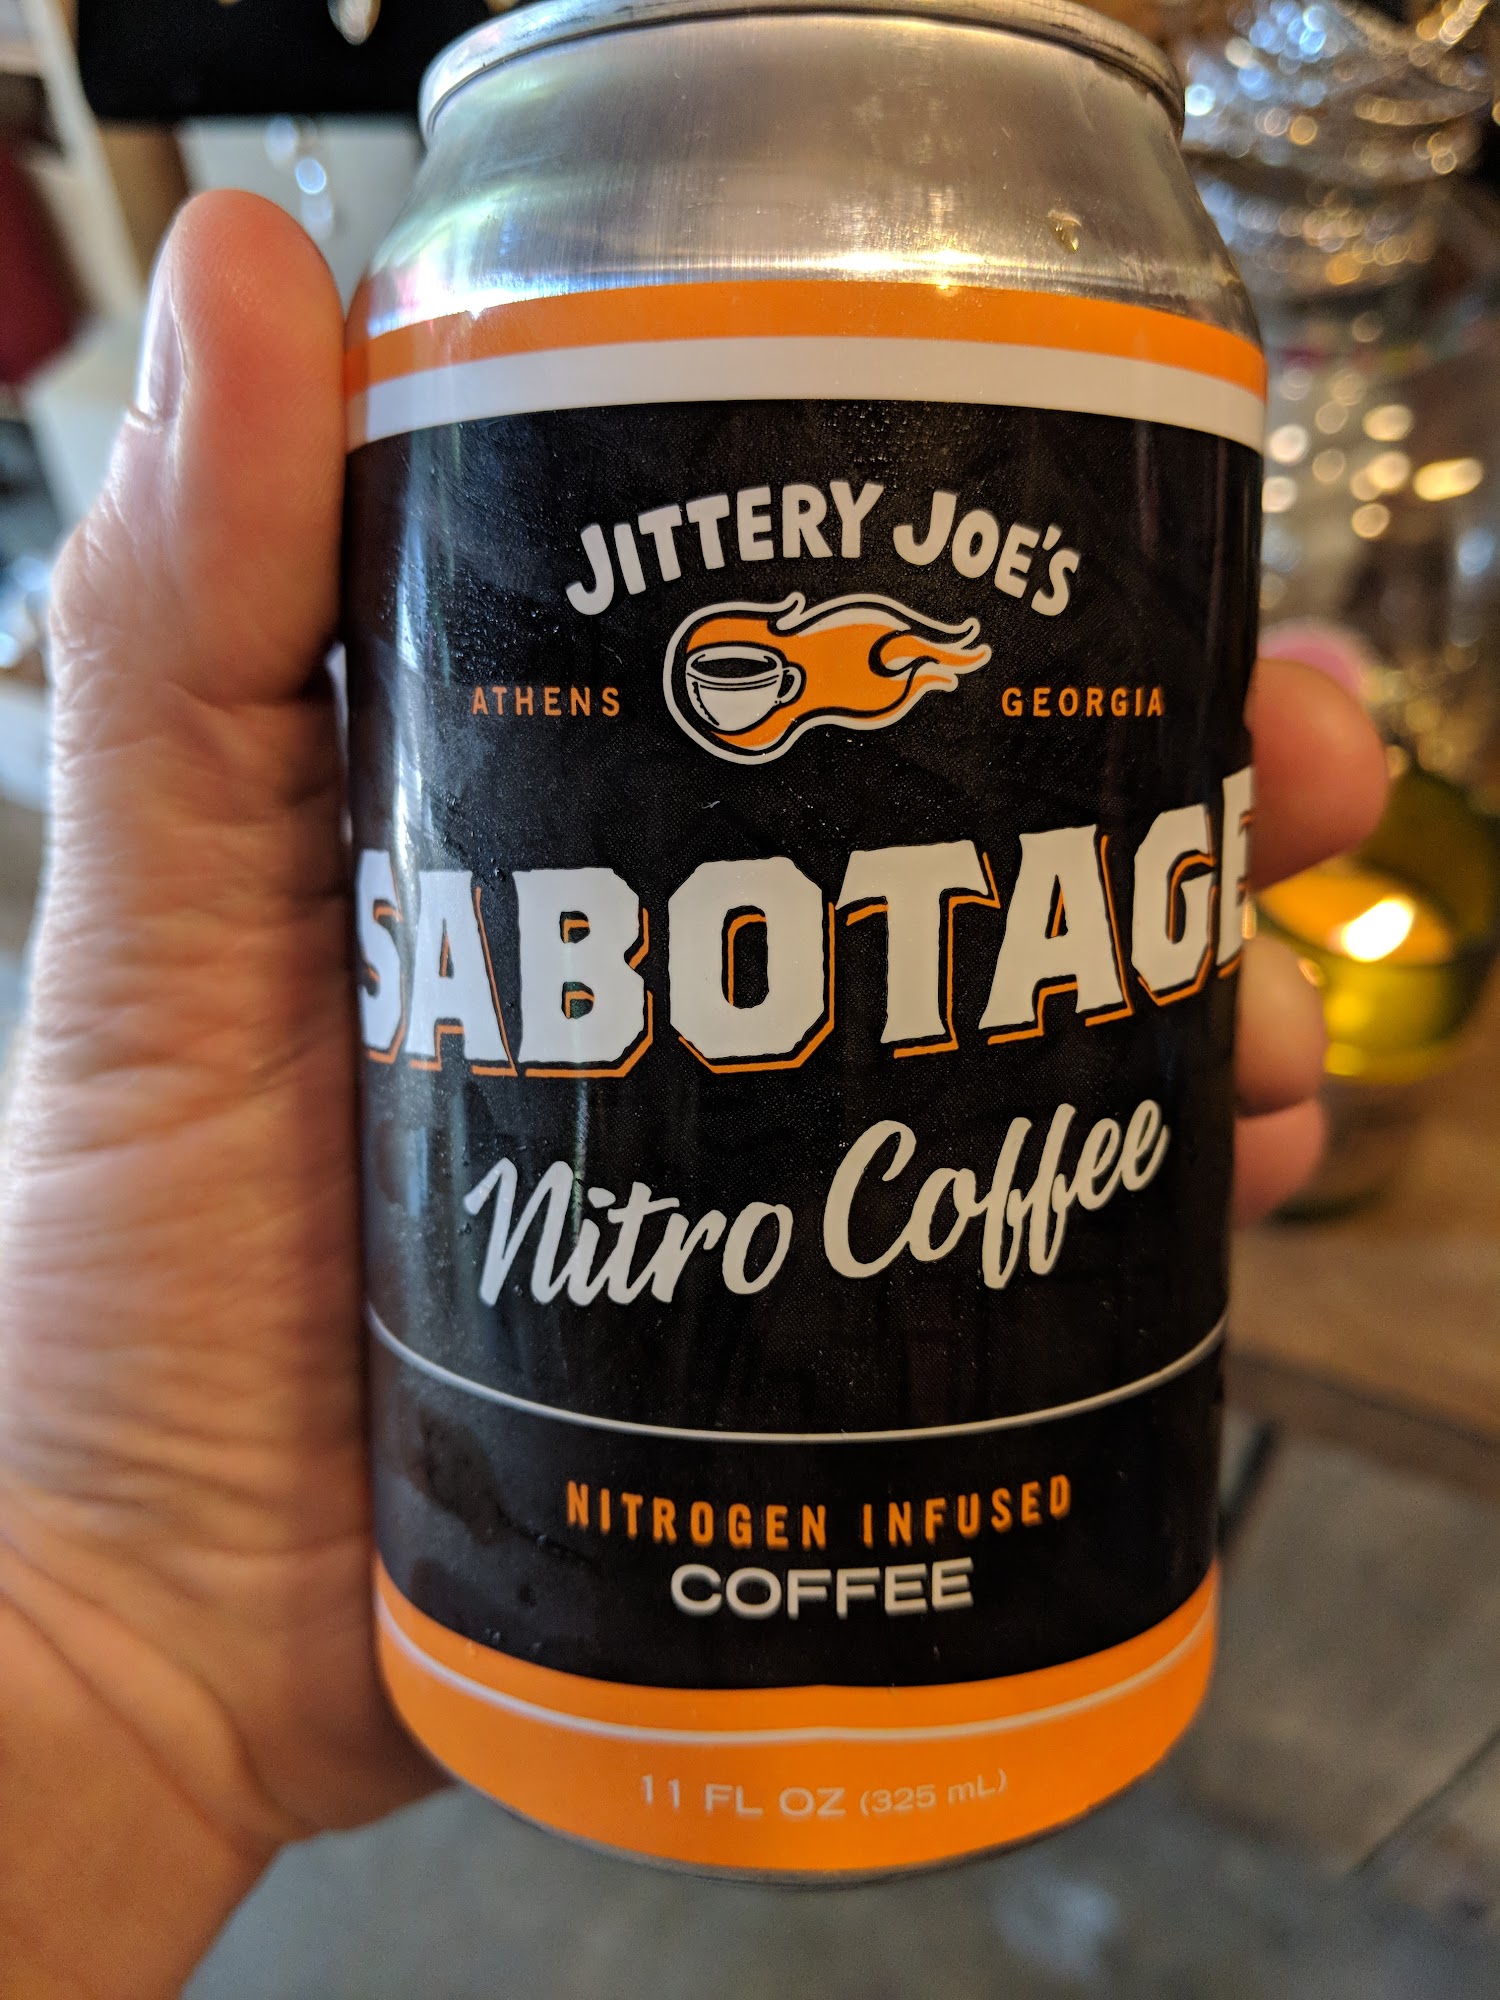 JITTERY JOE'S
ATHENS GEORGIA
SABOTAGE
Nitro Coffee
NITROGEN INFUSED
COFFEE
11 FL OZ (325 mL)